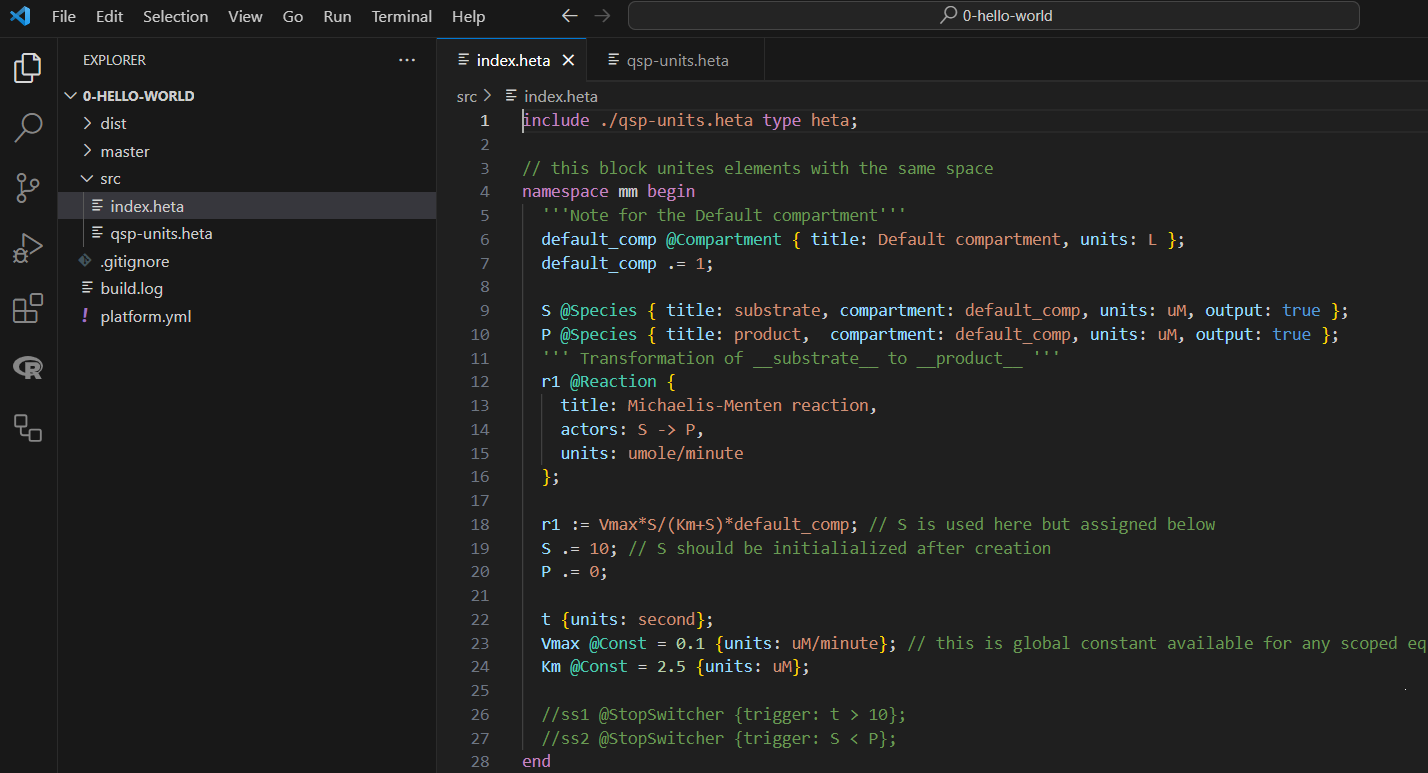 File Edit Selection View Go Run Terminal Help 0-hello-world
EXPLORER ...
0-HELLO-WORLD
dist
master
src
index.heta
qsp-units.heta
.gitignore
build.log
! platform.yml
R
index.heta qsp-units.heta
src > index.heta
1 include ./qsp-units.heta type heta;
2
3 // this block unites elements with the same space
4 namespace mm begin
5 '''Note for the Default compartment'''
6 default_comp @Compartment { title: Default compartment, units: L };
7 default_comp .= 1;
8
9 S @Species { title: substrate, compartment: default_comp, units: uM, output: true };
10 P @Species { title: product,  compartment: default_comp, units: uM, output: true };
11 ''' Transformation of __substrate__ to __product__ '''
12 r1 @Reaction {
13 title: Michaelis-Menten reaction,
14 actors: S -> P,
15 units: umole/minute
16 };
17
18 r1 := Vmax*S/(Km+S)*default_comp; // S is used here but assigned below
19 S .= 10; // S should be initialialized after creation
20 P .= 0;
21
22 t {units: second};
23 Vmax @Const = 0.1 {units: uM/minute}; // this is global constant available for any scoped eq
24 Km @Const = 2.5 {units: uM};
25
26 //ss1 @StopSwitcher {trigger: t > 10};
27 //ss2 @StopSwitcher {trigger: S < P};
28 end